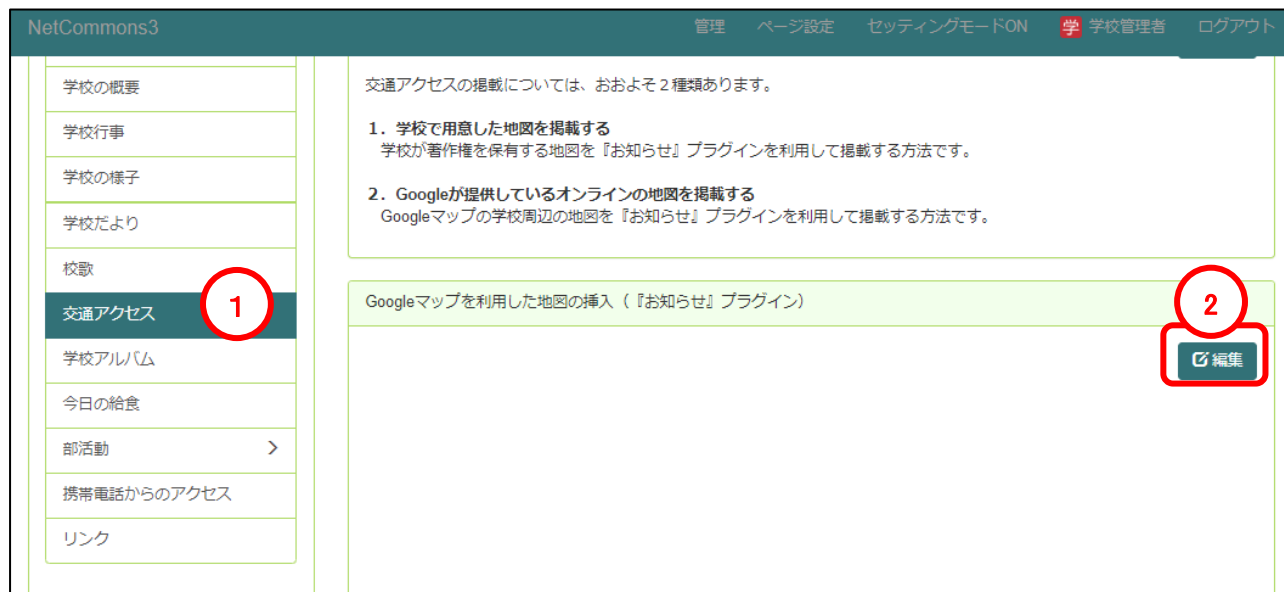 NetCommons3 管理 ページ設定 セッティングモードON 学 学校管理者 ログアウト
学校の概要
学校行事
学校の様子
学校だより
校歌
交通アクセス
1
学校アルバム
今日の給食
部活動
携帯電話からのアクセス
リンク
交通アクセスの掲載については、おおよそ2種類あります。
1．学校で用意した地図を掲載する
学校が著作権を保有する地図を『お知らせ』プラグインを利用して掲載する方法です。
2．Googleが提供しているオンラインの地図を掲載する
Googleマップの学校周辺の地図を『お知らせ』プラグインを利用して掲載する方法です。
Googleマップを利用した地図の挿入（『お知らせ』プラグイン）
2
編集